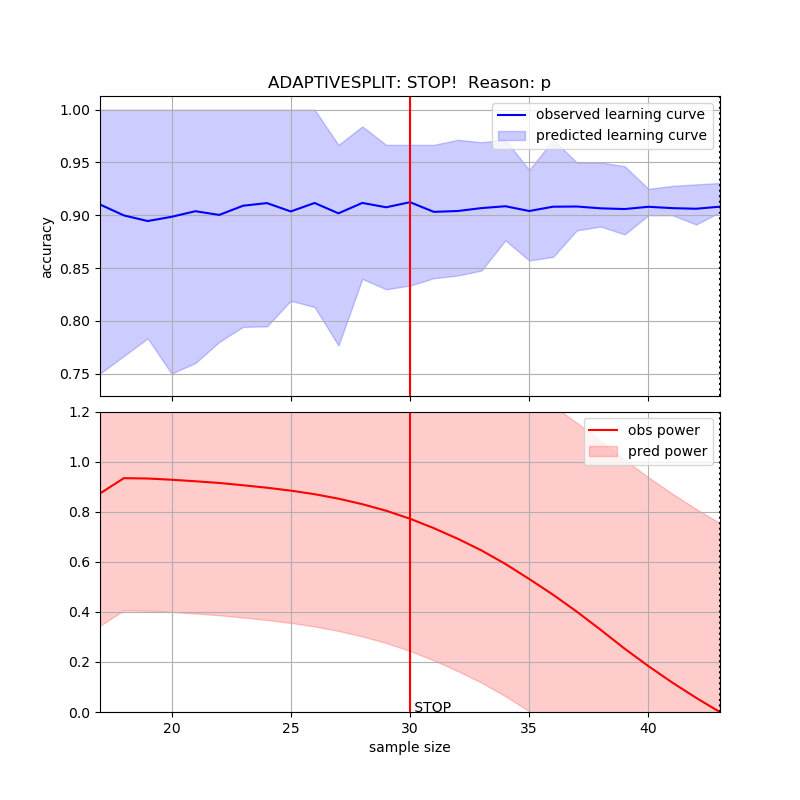 ADAPTIVESPLIT: STOP!  Reason: p
observed learning curve
predicted learning curve
1.00
0.95
0.90
0.85
0.80
0.75
accuracy
obs power
pred power
1.2
1.0
0.8
0.6
0.4
0.2
0.0
STOP
20
25
30
35
40
sample size